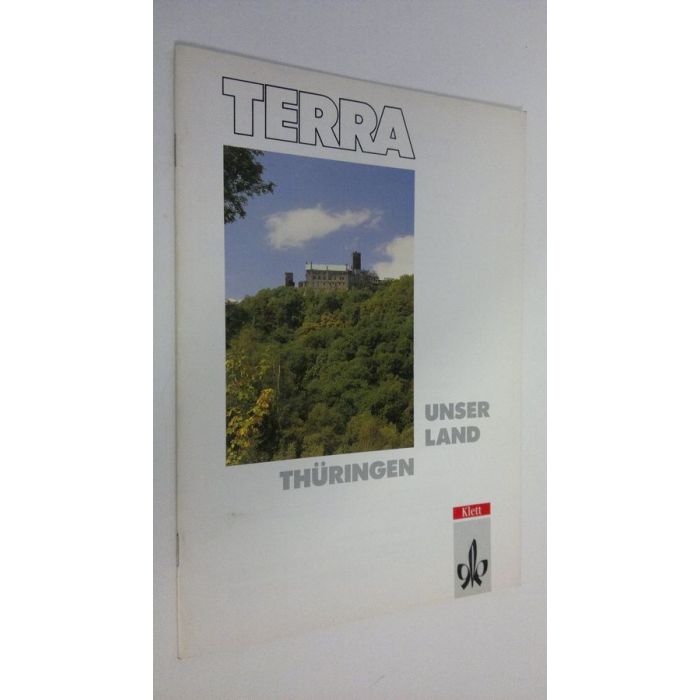 TERRA
UNSER
LAND
THÜRINGEN
Klett